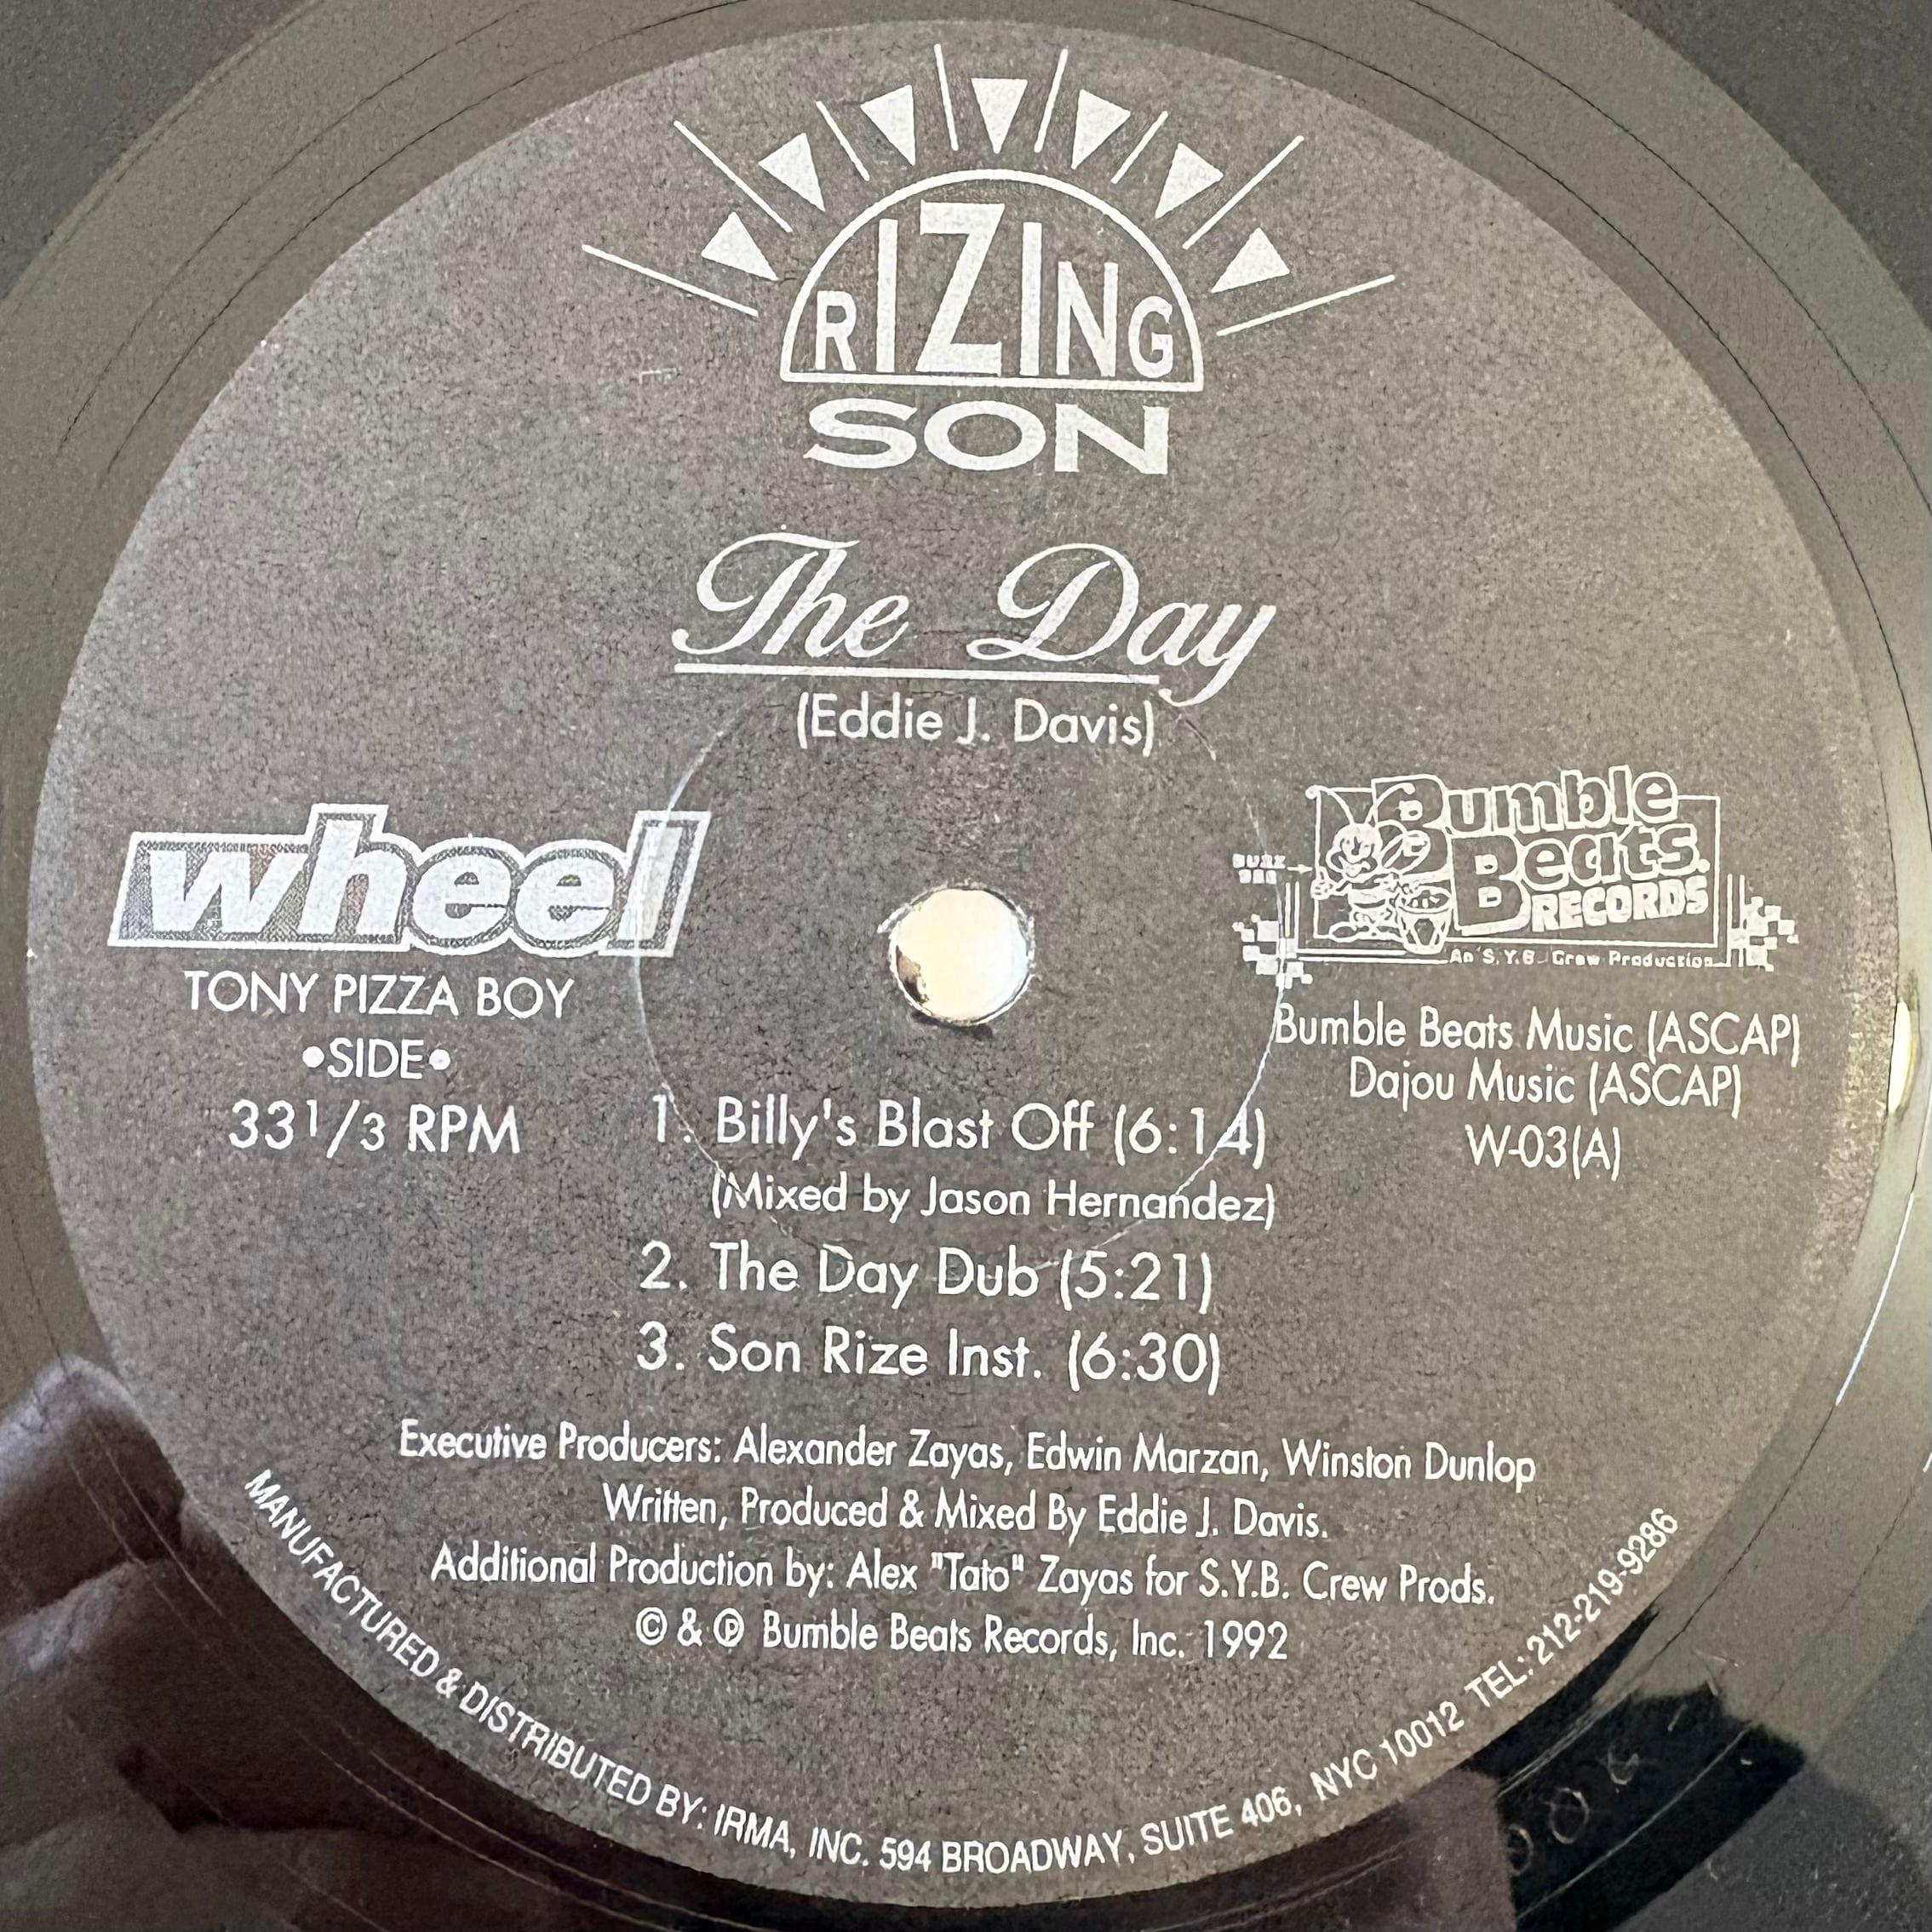 RIZING
SON
The Day
(Eddie J. Davis)
wheel
TONY PIZZA BOY
•SIDE•
33 1/3 RPM
Bumble
Beats
RECORDS
An S.Y.B. Crew Production
Bumble Beats Music (ASCAP)
Dajou Music (ASCAP)
W-03(A)
1. Billy's Blast Off (6:14)
(Mixed by Jason Hernandez)
2. The Day Dub (5:21)
3. Son Rize Inst. (6:30)
Executive Producers: Alexander Zayas, Edwin Marzan, Winston Dunlop
Written, Produced & Mixed By Eddie J. Davis.
Additional Production by: Alex "Tato" Zayas for S.Y.B. Crew Prods.
© & ℗ Bumble Beats Records, Inc. 1992
MANUFACTURED & DISTRIBUTED BY: IRMA, INC. 594 BROADWAY, SUITE 406, NYC 10012 TEL: 212-219-9286